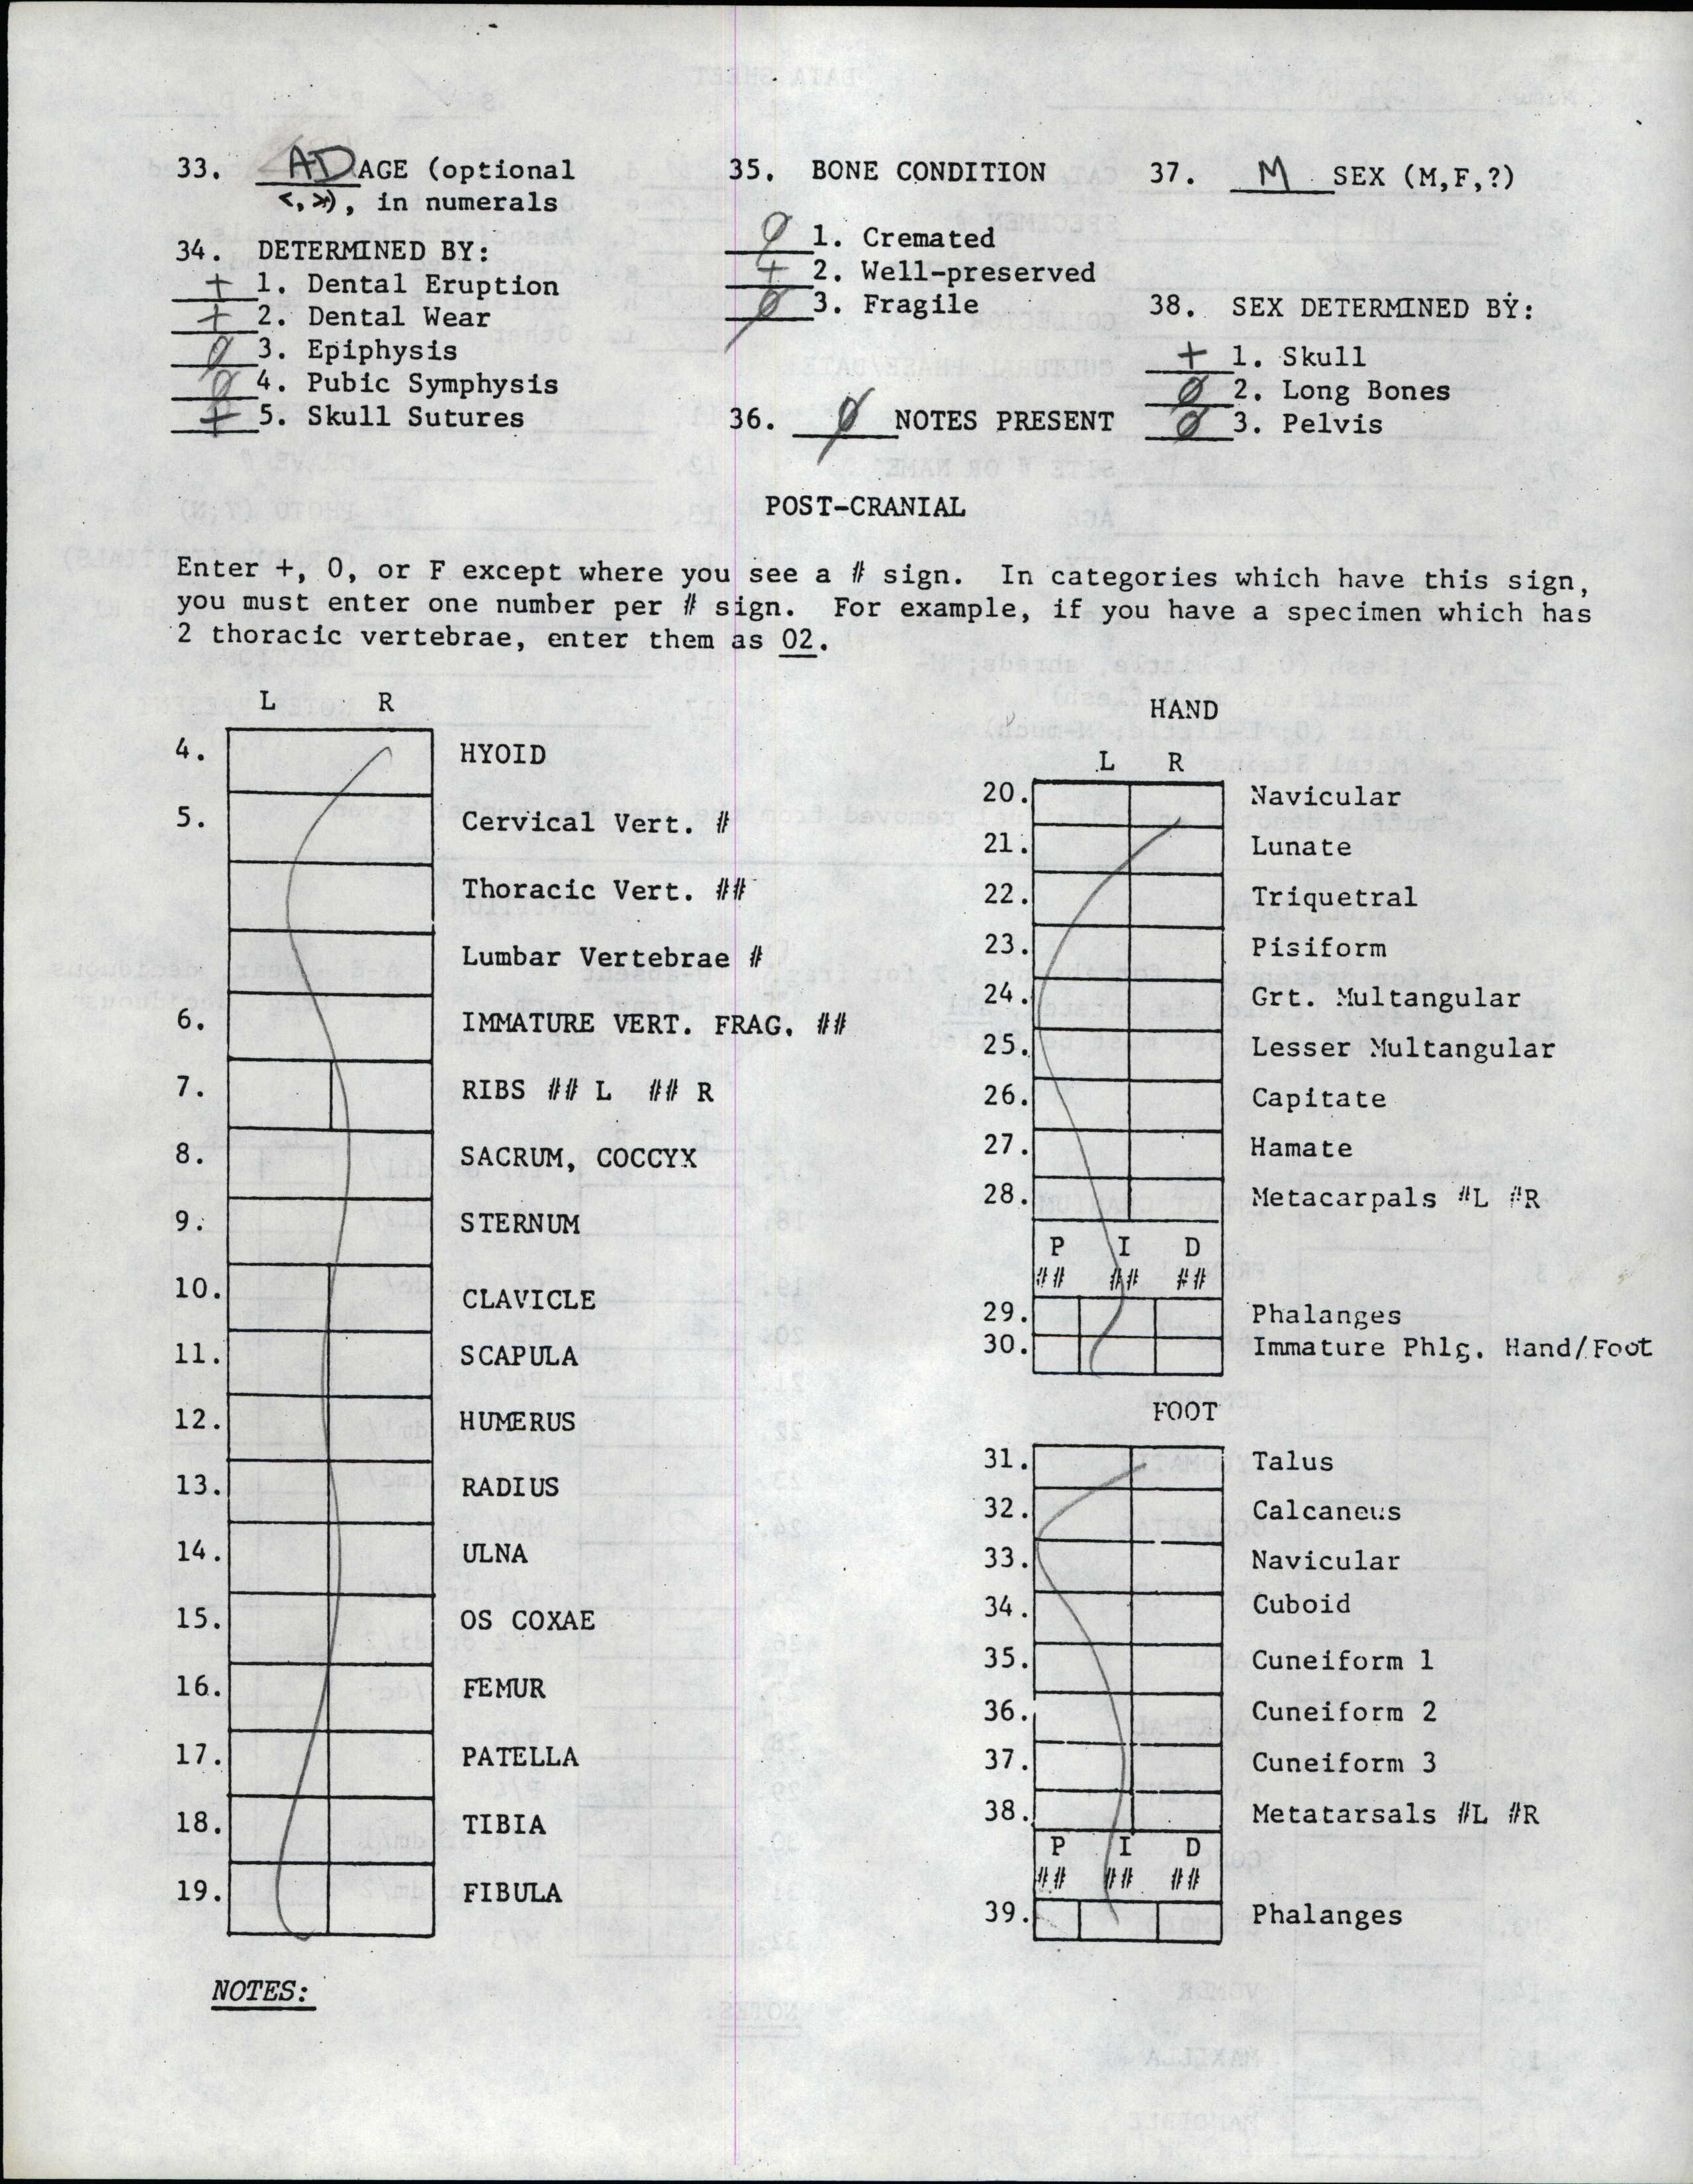 33. AD AGE (optional
<, >), in numerals
34. DETERMINED BY:
+ 1. Dental Eruption
+ 2. Dental Wear
0 3. Epiphysis
0 4. Pubic Symphysis
+ 5. Skull Sutures
35. BONE CONDITION
0 1. Cremated
+ 2. Well-preserved
0 3. Fragile
36. 0 NOTES PRESENT
37. M SEX (M,F,?)
38. SEX DETERMINED BY:
+ 1. Skull
0 2. Long Bones
0 3. Pelvis
POST-CRANIAL
Enter +, 0, or F except where you see a # sign. In categories which have this sign,
you must enter one number per # sign. For example, if you have a specimen which has
2 thoracic vertebrae, enter them as 02.
L R
4. HYOID
5. Cervical Vert. #
Thoracic Vert. ##
Lumbar Vertebrae #
6. IMMATURE VERT. FRAG. ##
7. RIBS ## L ## R
8. SACRUM, COCCYX
9. STERNUM
10. CLAVICLE
11. SCAPULA
12. HUMERUS
13. RADIUS
14. ULNA
15. OS COXAE
16. FEMUR
17. PATELLA
18. TIBIA
19. FIBULA
NOTES:
HAND
L R
20. Navicular
21. Lunate
22. Triquetral
23. Pisiform
24. Grt. Multangular
25. Lesser Multangular
26. Capitate
27. Hamate
28. Metacarpals #L #R
P I D
## ## ##
29. Phalanges
30. Immature Phlg. Hand/Foot
FOOT
31. Talus
32. Calcaneus
33. Navicular
34. Cuboid
35. Cuneiform 1
36. Cuneiform 2
37. Cuneiform 3
38. Metatarsals #L #R
P I D
## ## ##
39. Phalanges